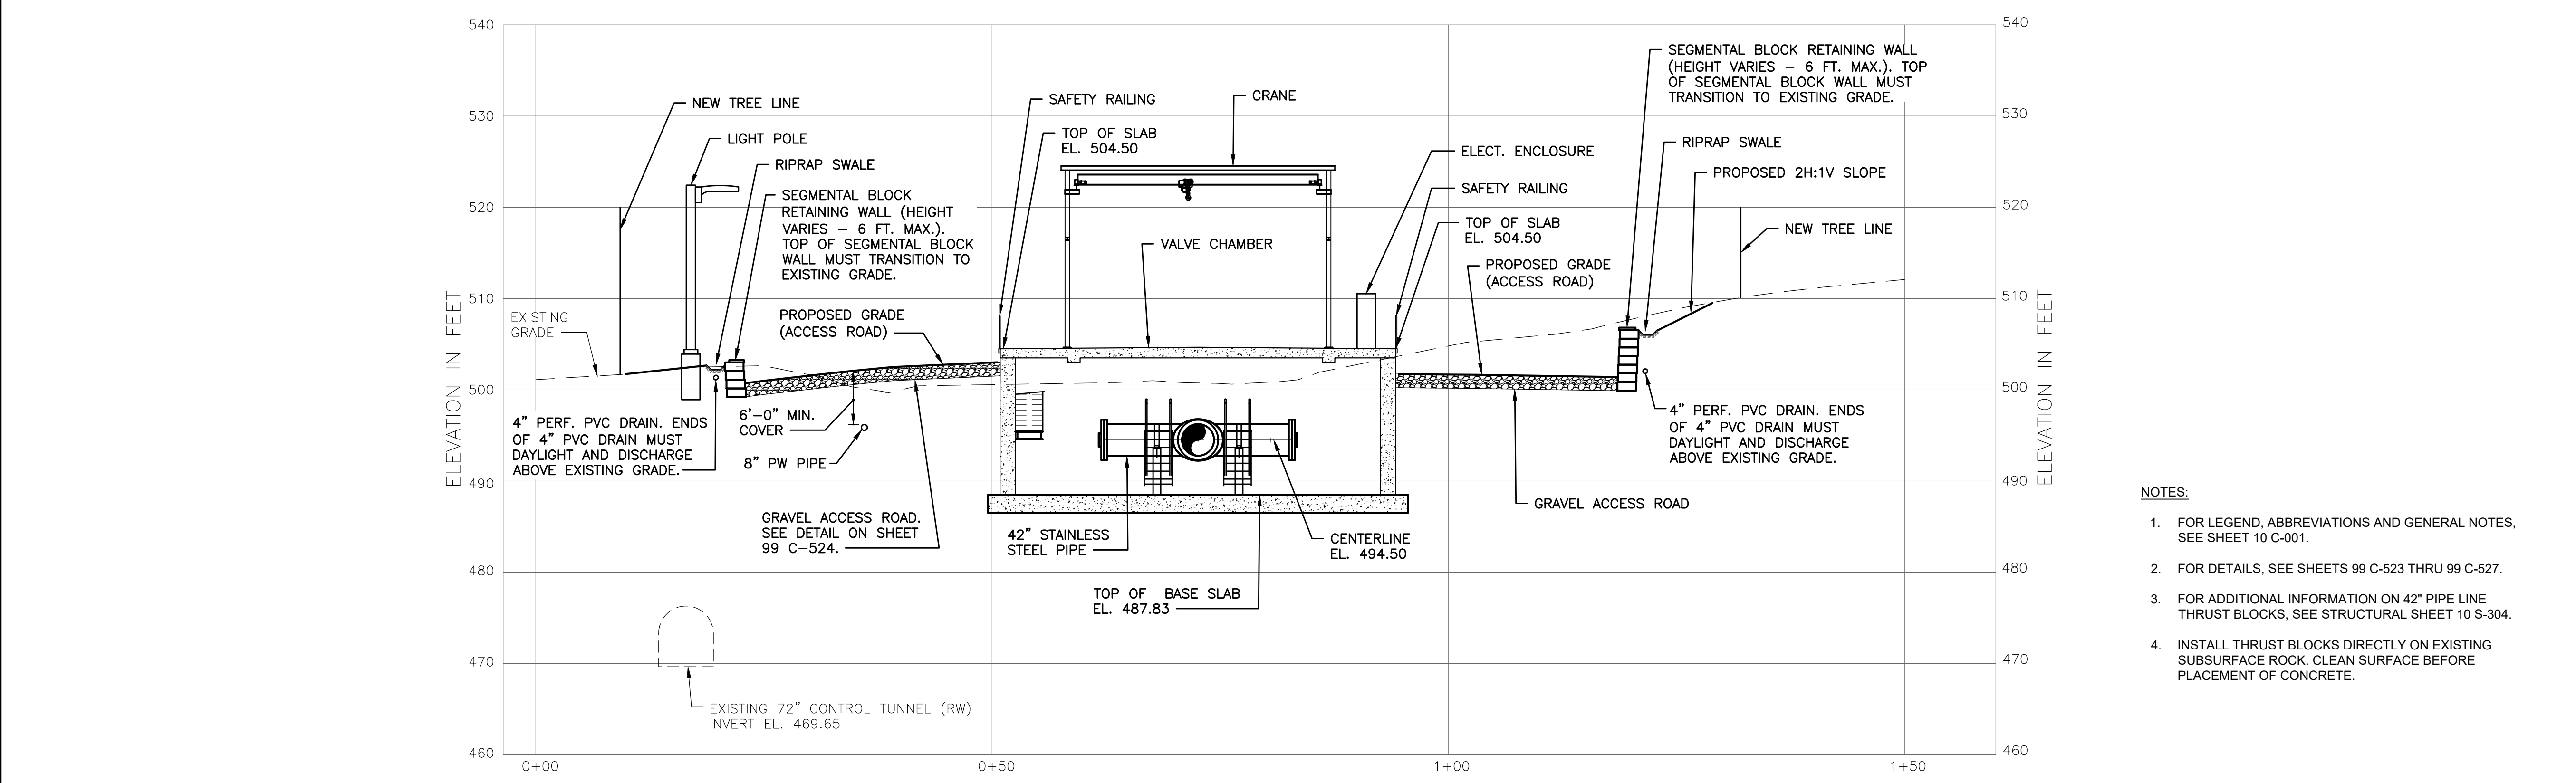 540
530
520
510
500
490
480
470
460
ELEVATION IN FEET
0+00
0+50
1+00
1+50
EXISTING
GRADE
NEW TREE LINE
LIGHT POLE
RIPRAP SWALE
SEGMENTAL BLOCK
RETAINING WALL (HEIGHT
VARIES – 6 FT. MAX.).
TOP OF SEGMENTAL BLOCK
WALL MUST TRANSITION TO
EXISTING GRADE.
PROPOSED GRADE
(ACCESS ROAD)
4" PERF. PVC DRAIN. ENDS
OF 4" PVC DRAIN MUST
DAYLIGHT AND DISCHARGE
ABOVE EXISTING GRADE.
6'-0" MIN.
COVER
8" PW PIPE
GRAVEL ACCESS ROAD.
SEE DETAIL ON SHEET
99 C-524.
EXISTING 72" CONTROL TUNNEL (RW)
INVERT EL. 469.65
SAFETY RAILING
TOP OF SLAB
EL. 504.50
CRANE
VALVE CHAMBER
42" STAINLESS
STEEL PIPE
TOP OF BASE SLAB
EL. 487.83
CENTERLINE
EL. 494.50
ELECT. ENCLOSURE
SAFETY RAILING
TOP OF SLAB
EL. 504.50
PROPOSED GRADE
(ACCESS ROAD)
GRAVEL ACCESS ROAD
SEGMENTAL BLOCK RETAINING WALL
(HEIGHT VARIES – 6 FT. MAX.). TOP
OF SEGMENTAL BLOCK WALL MUST
TRANSITION TO EXISTING GRADE.
RIPRAP SWALE
PROPOSED 2H:1V SLOPE
NEW TREE LINE
4" PERF. PVC DRAIN. ENDS
OF 4" PVC DRAIN MUST
DAYLIGHT AND DISCHARGE
ABOVE EXISTING GRADE.
540
530
520
510
500
490
480
470
460
ELEVATION IN FEET
NOTES:
1. FOR LEGEND, ABBREVIATIONS AND GENERAL NOTES,
SEE SHEET 10 C-001.
2. FOR DETAILS, SEE SHEETS 99 C-523 THRU 99 C-527.
3. FOR ADDITIONAL INFORMATION ON 42" PIPE LINE
THRUST BLOCKS, SEE STRUCTURAL SHEET 10 S-304.
4. INSTALL THRUST BLOCKS DIRECTLY ON EXISTING
SUBSURFACE ROCK. CLEAN SURFACE BEFORE
PLACEMENT OF CONCRETE.